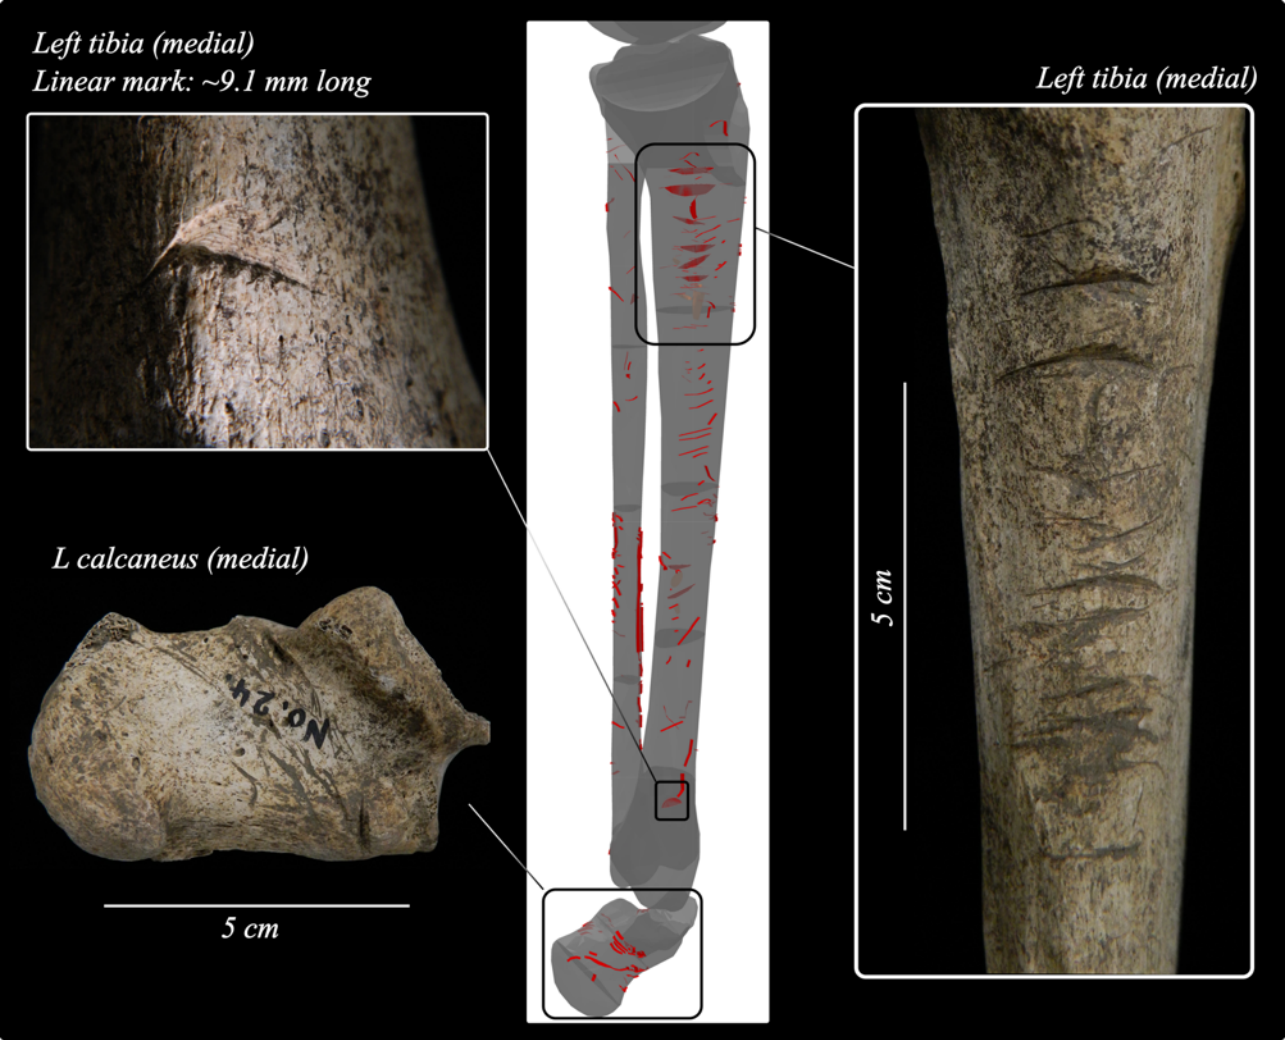 Left tibia (medial)
Linear mark: ~9.1 mm long
Left tibia (medial)
5 cm
L calcaneus (medial)
No. 24.
5 cm